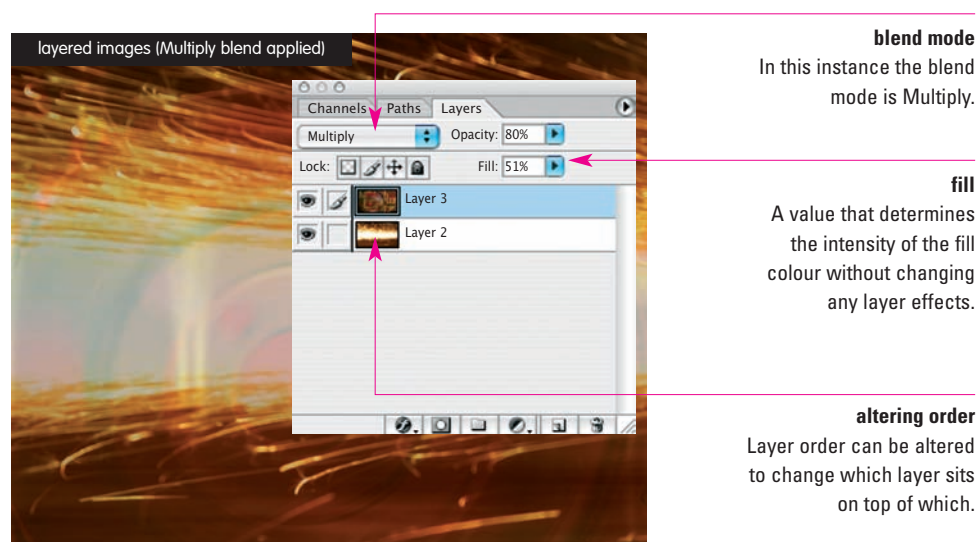 layered images (Multiply blend applied)
Channels Paths Layers
Multiply Opacity: 80%
Lock: Fill: 51%
Layer 3
Layer 2
blend mode
In this instance the blend
mode is Multiply.
fill
A value that determines
the intensity of the fill
colour without changing
any layer effects.
altering order
Layer order can be altered
to change which layer sits
on top of which.